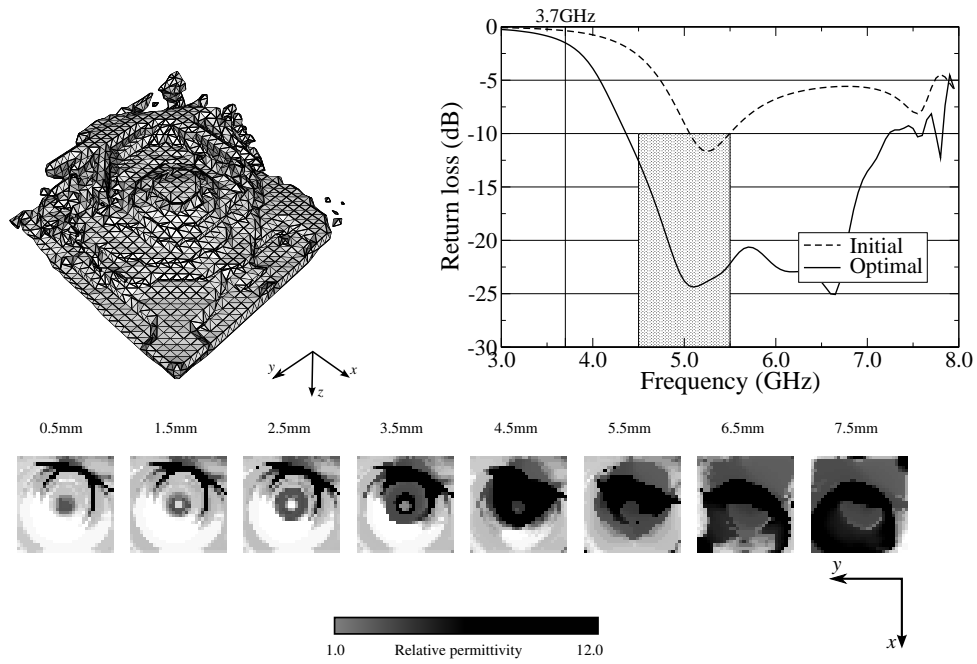 3.7GHz
0
-5
-10
-15
-20
-25
-30
Return loss (dB)
Initial
Optimal
3.0 4.0 5.0 6.0 7.0 8.0
Frequency (GHz)
y x
z
0.5mm 1.5mm 2.5mm 3.5mm 4.5mm 5.5mm 6.5mm 7.5mm
y
x
1.0 Relative permittivity 12.0